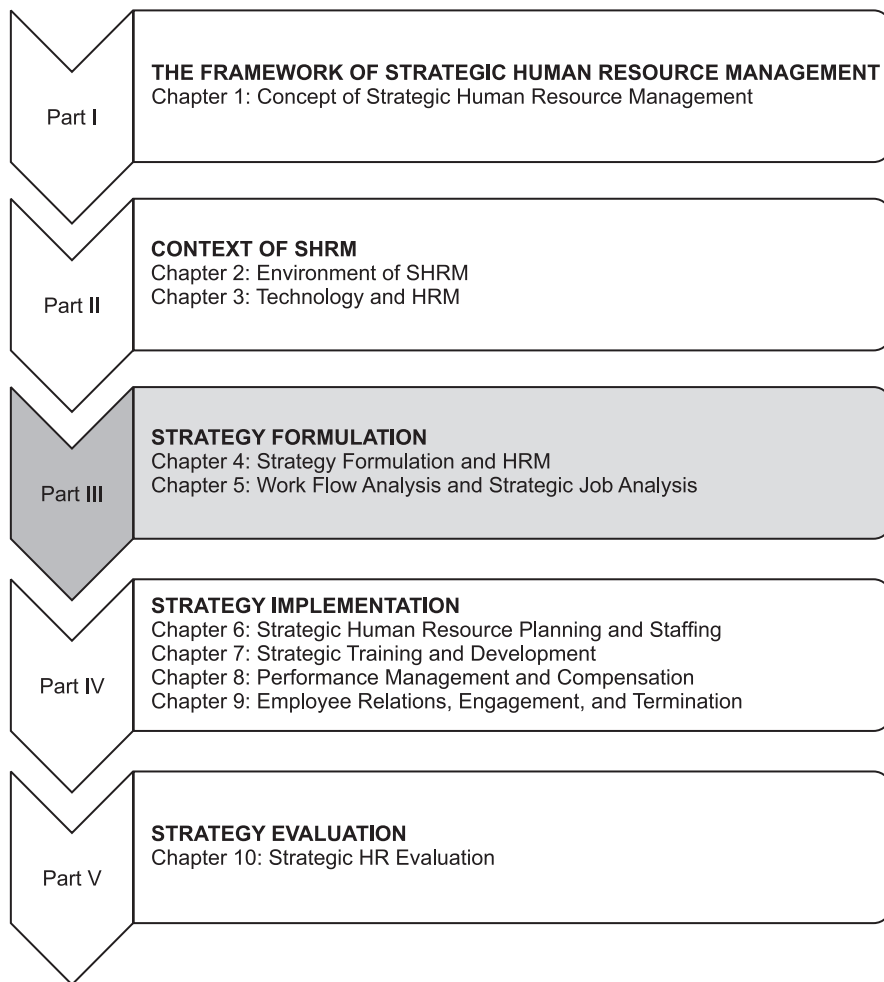 THE FRAMEWORK OF STRATEGIC HUMAN RESOURCE MANAGEMENT
Chapter 1: Concept of Strategic Human Resource Management
Part I
CONTEXT OF SHRM
Chapter 2: Environment of SHRM
Chapter 3: Technology and HRM
Part II
STRATEGY FORMULATION
Chapter 4: Strategy Formulation and HRM
Chapter 5: Work Flow Analysis and Strategic Job Analysis
Part III
STRATEGY IMPLEMENTATION
Chapter 6: Strategic Human Resource Planning and Staffing
Chapter 7: Strategic Training and Development
Chapter 8: Performance Management and Compensation
Chapter 9: Employee Relations, Engagement, and Termination
Part IV
STRATEGY EVALUATION
Chapter 10: Strategic HR Evaluation
Part V